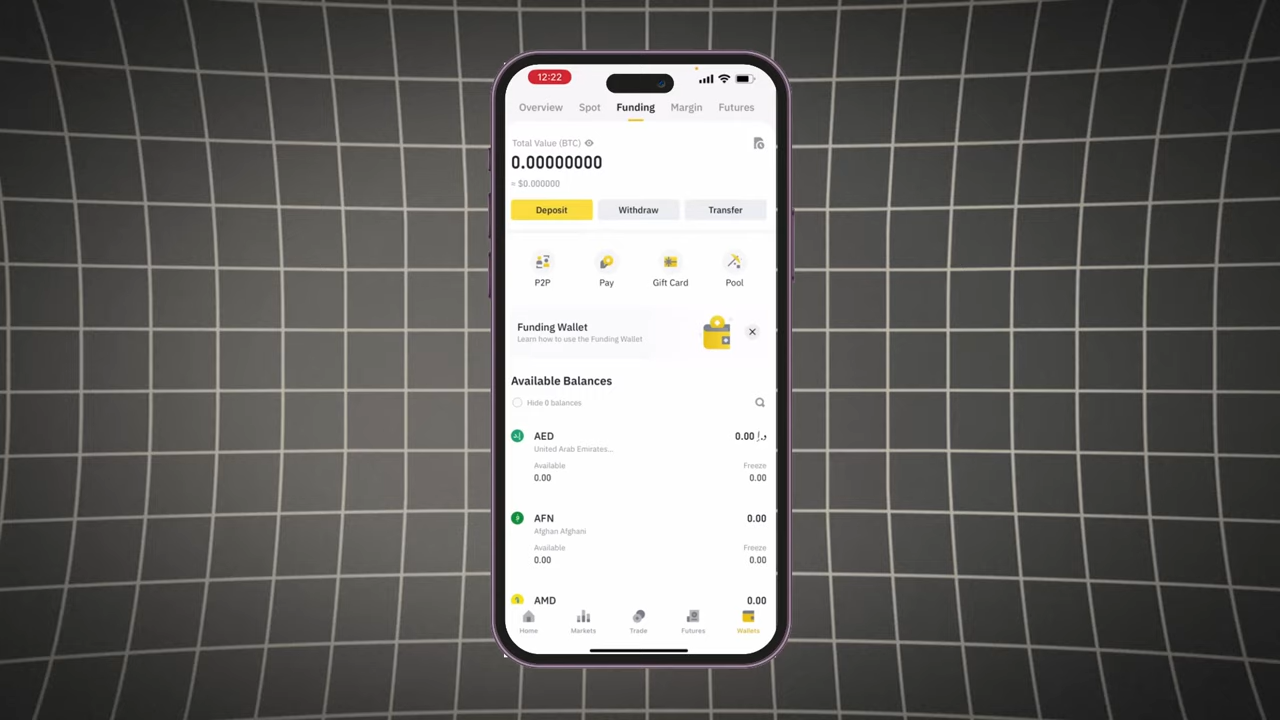 12:22
Overview Spot Funding Margin Futures
Total Value (BTC)
0.00000000
≈ $0.000000
Deposit Withdraw Transfer
P2P Pay Gift Card Pool
Funding Wallet
Learn how to use the Funding Wallet
Available Balances
Hide 0 balances
AED 0.00 د.إ
United Arab Emirates...
Available Freeze
0.00 0.00
AFN 0.00
Afghan Afghani
Available Freeze
0.00 0.00
AMD 0.00
Home Markets Trade Futures Wallets